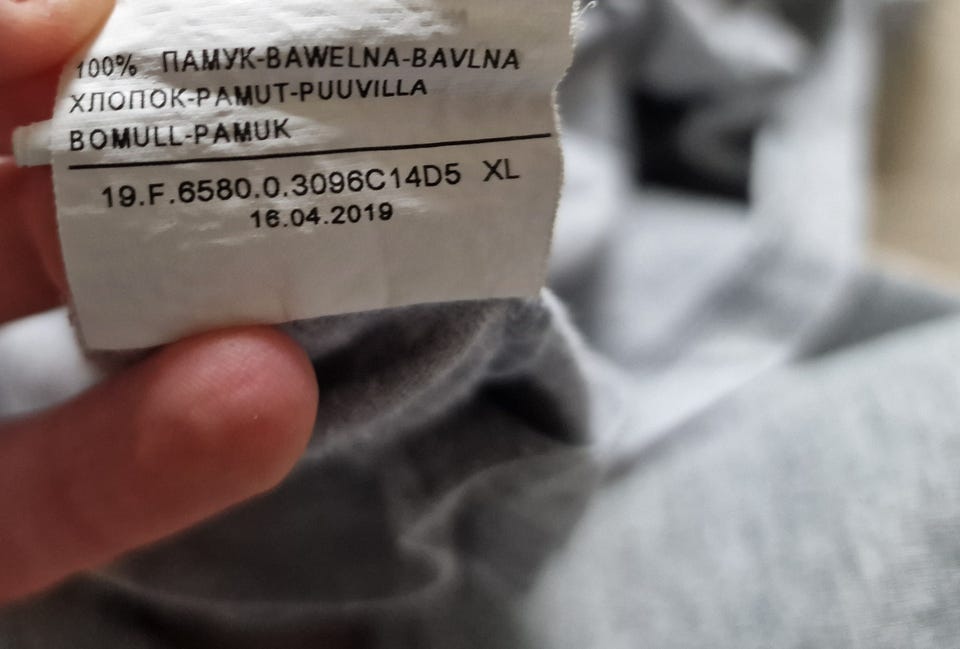 100% ПАМУК-BAWELNA-BAVLNA
ХЛОПОК-PAMUT-PUUVILLA
BOMULL-PAMUK
19.F.6580.0.3096C14D5 XL
16.04.2019